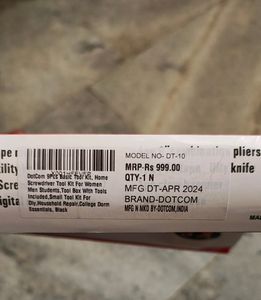 pliers
MODEL NO- DT-10
MRP-Rs 999.00
QTY-1 N
MFG DT-APR 2024
BRAND-DOTCOM
MFG N MKD BY-DOTCOM,INDIA
DotCom 9Pcs Basic Tool Kit, Home
Screwdriver Tool Kit For Women
Men Students,Tool Box With Tools
Included,Small Tool Kit For
Diy,Household Repair,College Dorm
Essentials, Black
knife